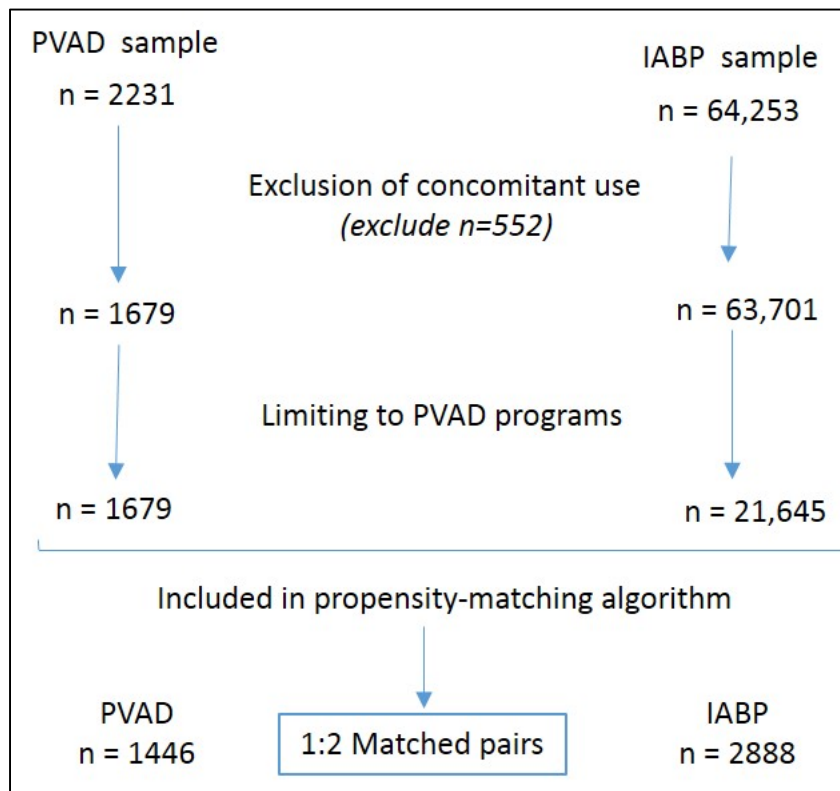 PVAD sample
n = 2231
IABP sample
n = 64,253
Exclusion of concomitant use
(exclude n=552)
n = 1679
n = 63,701
Limiting to PVAD programs
n = 1679
n = 21,645
Included in propensity-matching algorithm
PVAD
n = 1446
1:2 Matched pairs
IABP
n = 2888